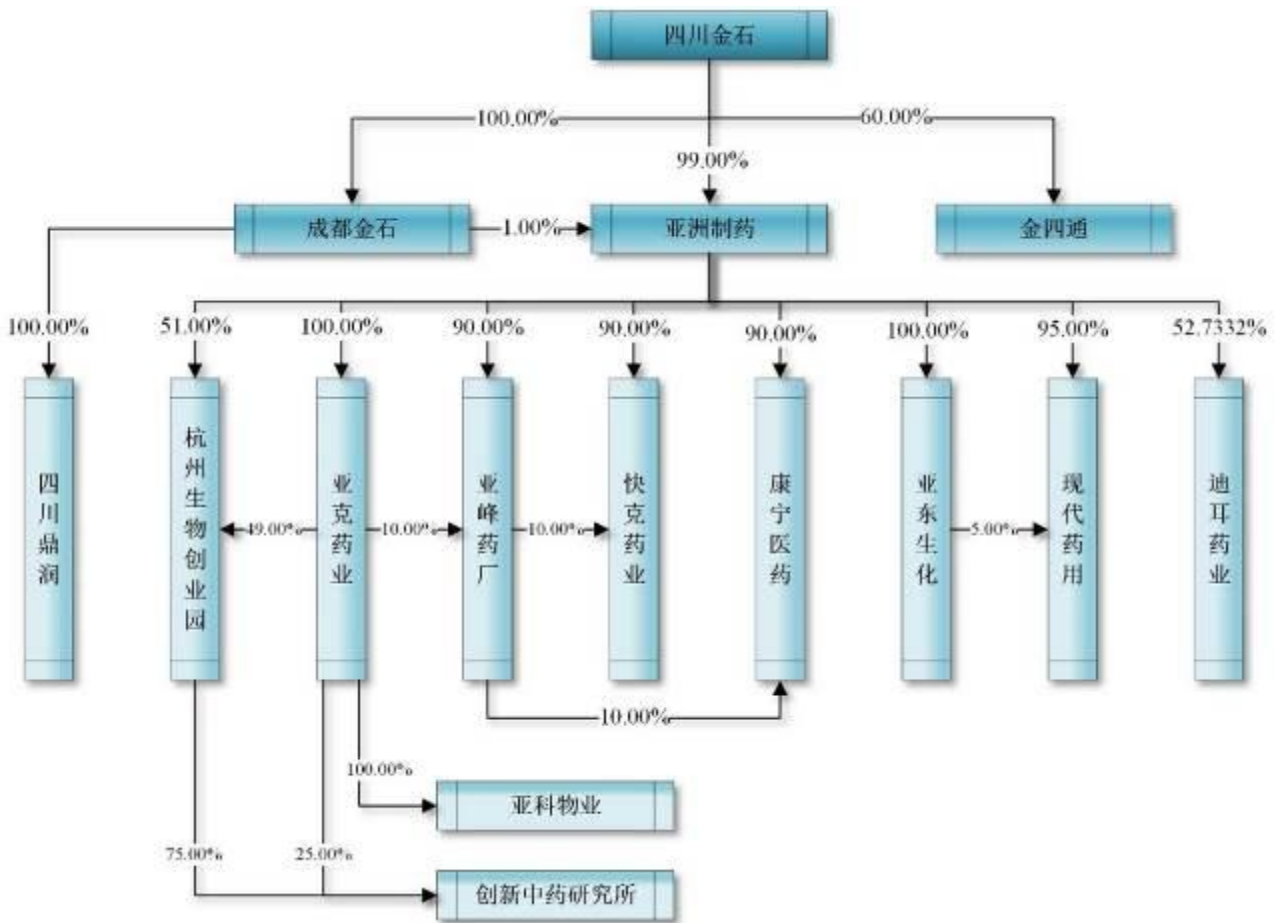 四川金石
100.00%
60.00%
99.00%
成都金石
1.00%
亚洲制药
金四通
100.00%
51.00%
100.00%
90.00%
90.00%
90.00%
100.00%
95.00%
52.7332%
四川鼎润
杭州生物创业园
49.00%
亚克药业
10.00%
亚峰药厂
10.00%
快克药业
康宁医药
亚东生化
5.00%
现代药用
迪耳药业
10.00%
100.00%
亚科物业
75.00%
25.00%
创新中药研究所